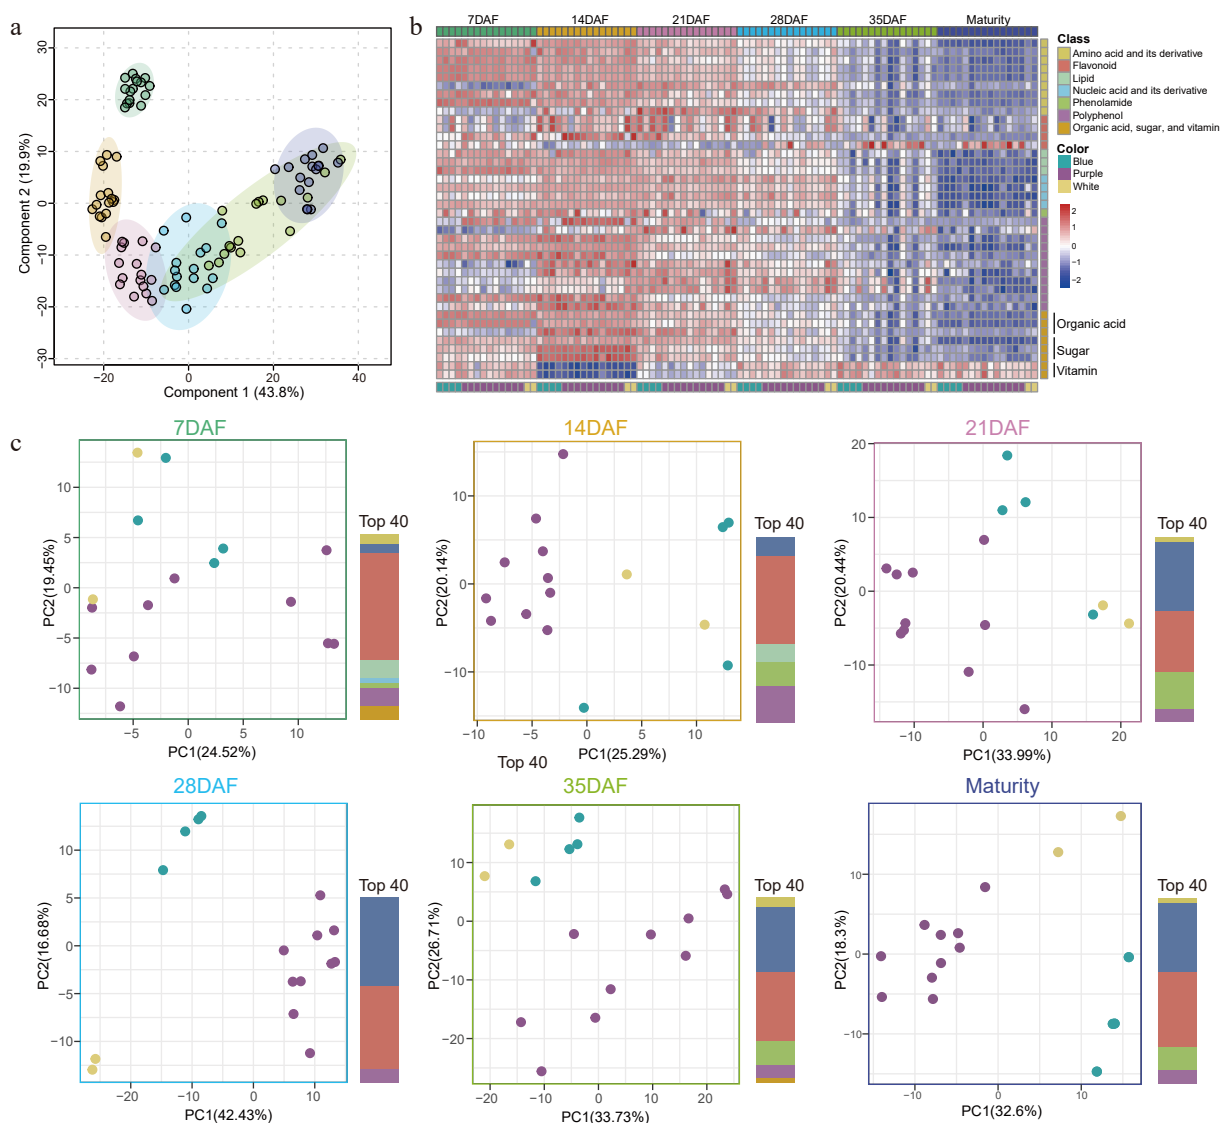 a
30
20
10
0
−10
−20
−30
Component 2 (19.9%)
−20
0
20
40
Component 1 (43.8%)
b
7DAF
14DAF
21DAF
28DAF
35DAF
Maturity
Class
Amino acid and its derivative
Flavonoid
Lipid
Nucleic acid and its derivative
Phenolamide
Polyphenol
Organic acid, sugar, and vitamin
Color
Blue
Purple
White
2
1
0
−1
−2
Organic acid
Sugar
Vitamin
c
7DAF
10
5
0
−5
−10
PC2(19.45%)
−5
0
5
10
PC1(24.52%)
Top 40
14DAF
10
0
−10
PC2(20.14%)
−10
−5
0
5
10
PC1(25.29%)
Top 40
21DAF
20
10
0
−10
PC2(20.44%)
−10
0
10
20
PC1(33.99%)
Top 40
Top 40
28DAF
10
5
0
−5
−10
PC2(16.68%)
−20
−10
0
10
PC1(42.43%)
Top 40
35DAF
10
0
−10
−20
PC2(26.71%)
−20
−10
0
10
20
PC1(33.73%)
Top 40
Maturity
10
0
−10
PC2(18.3%)
−10
0
10
PC1(32.6%)
Top 40